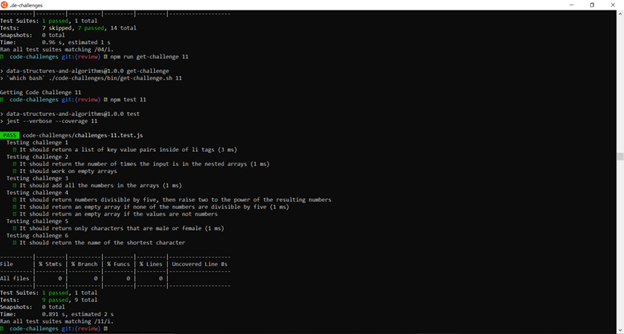 .de-challenges
Test Suites: 1 passed, 1 total
Tests: 7 skipped, 7 passed, 14 total
Snapshots: 0 total
Time: 0.96 s, estimated 1 s
Ran all test suites matching /04/i.
code-challenges git:(review) npm run get-challenge 11
> data-structures-and-algorithms@1.0.0 get-challenge
> `which bash` ./code-challenges/bin/get-challenge.sh 11
Getting Code Challenge 11
code-challenges git:(review) npm test 11
> data-structures-and-algorithms@1.0.0 test
> jest --verbose --coverage 11
PASS code-challenges/challenges-11.test.js
Testing challenge 1
It should return a list of key value pairs inside of li tags (3 ms)
Testing challenge 2
It should return the number of times the input is in the nested arrays (1 ms)
It should work on empty arrays
Testing challenge 3
It should add all the numbers in the arrays (1 ms)
Testing challenge 4
It should return numbers divisible by five, then raise two to the power of the resulting numbers
It should return an empty array if none of the numbers are divisible by five (1 ms)
It should return an empty array if the values are not numbers
Testing challenge 5
It should return only characters that are male or female (1 ms)
Testing challenge 6
It should return the name of the shortest character
----------|---------|----------|---------|---------|-------------------
File | % Stmts | % Branch | % Funcs | % Lines | Uncovered Line #s
----------|---------|----------|---------|---------|-------------------
All files | 0 | 0 | 0 | 0 |
----------|---------|----------|---------|---------|-------------------
Test Suites: 1 passed, 1 total
Tests: 9 passed, 9 total
Snapshots: 0 total
Time: 0.891 s, estimated 2 s
Ran all test suites matching /11/i.
code-challenges git:(review)